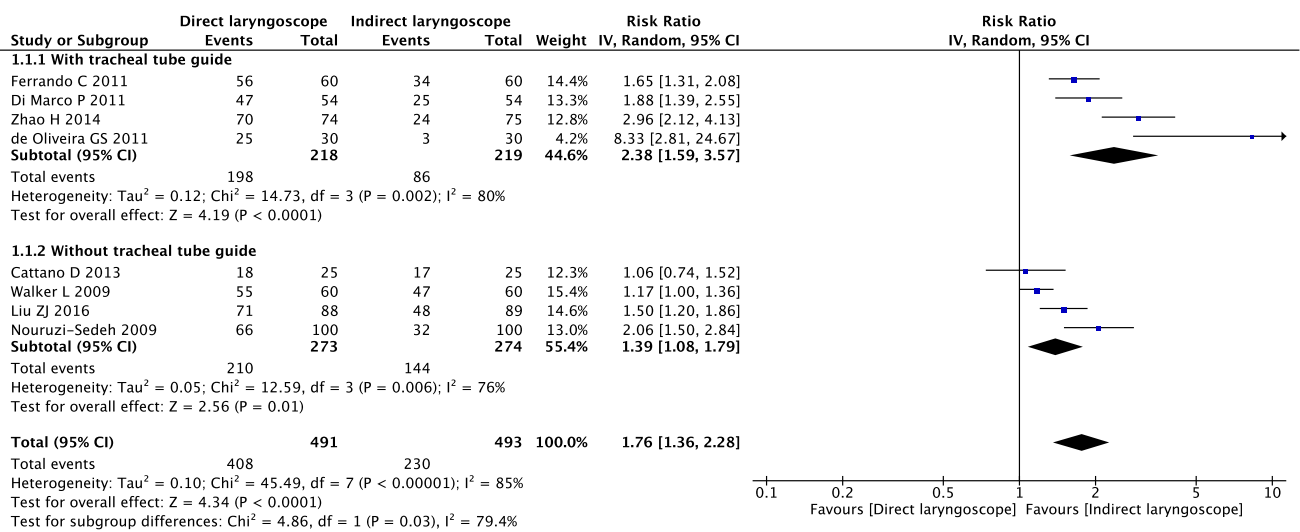 Direct laryngoscope Indirect laryngoscope Risk Ratio Risk Ratio
Study or Subgroup Events Total Events Total Weight IV, Random, 95% CI IV, Random, 95% CI
1.1.1 With tracheal tube guide
Ferrando C 2011 56 60 34 60 14.4% 1.65 [1.31, 2.08]
Di Marco P 2011 47 54 25 54 13.3% 1.88 [1.39, 2.55]
Zhao H 2014 70 74 24 75 12.8% 2.96 [2.12, 4.13]
de Oliveira GS 2011 25 30 3 30 4.2% 8.33 [2.81, 24.67]
Subtotal (95% CI) 218 219 44.6% 2.38 [1.59, 3.57]
Total events 198 86
Heterogeneity: Tau² = 0.12; Chi² = 14.73, df = 3 (P = 0.002); I² = 80%
Test for overall effect: Z = 4.19 (P < 0.0001)
1.1.2 Without tracheal tube guide
Cattano D 2013 18 25 17 25 12.3% 1.06 [0.74, 1.52]
Walker L 2009 55 60 47 60 15.4% 1.17 [1.00, 1.36]
Liu ZJ 2016 71 88 48 89 14.6% 1.50 [1.20, 1.86]
Nouruzi-Sedeh 2009 66 100 32 100 13.0% 2.06 [1.50, 2.84]
Subtotal (95% CI) 273 274 55.4% 1.39 [1.08, 1.79]
Total events 210 144
Heterogeneity: Tau² = 0.05; Chi² = 12.59, df = 3 (P = 0.006); I² = 76%
Test for overall effect: Z = 2.56 (P = 0.01)
Total (95% CI) 491 493 100.0% 1.76 [1.36, 2.28]
Total events 408 230
Heterogeneity: Tau² = 0.10; Chi² = 45.49, df = 7 (P < 0.00001); I² = 85%
Test for overall effect: Z = 4.34 (P < 0.0001)
Test for subgroup differences: Chi² = 4.86, df = 1 (P = 0.03), I² = 79.4%
0.1 0.2 0.5 1 2 5 10
Favours [Direct laryngoscope] Favours [Indirect laryngoscope]